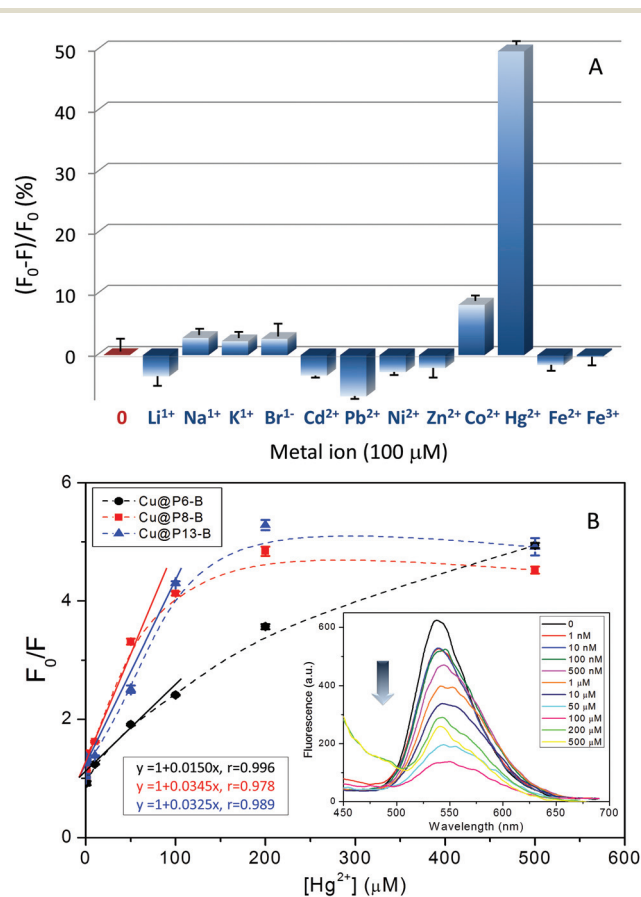 A
50
40
30
20
10
0
(F₀-F)/F₀ (%)
0 Li¹⁺ Na¹⁺ K¹⁺ Br¹⁻ Cd²⁺ Pb²⁺ Ni²⁺ Zn²⁺ Co²⁺ Hg²⁺ Fe²⁺ Fe³⁺
Metal ion (100 μM)
B
Cu@P6-B
Cu@P8-B
Cu@P13-B
6
4
2
0
F₀/F
y =1+0.0150x, r=0.996
y =1+0.0345x, r=0.978
y =1+0.0325x, r=0.989
600
450
300
150
0
Fluorescence (a.u.)
0
1 nM
10 nM
100 nM
500 nM
1 μM
10 μM
50 μM
100 μM
200 μM
500 μM
450 500 550 600 650 700
Wavelength (nm)
0 100 200 300 400 500 600
[Hg²⁺] (μM)